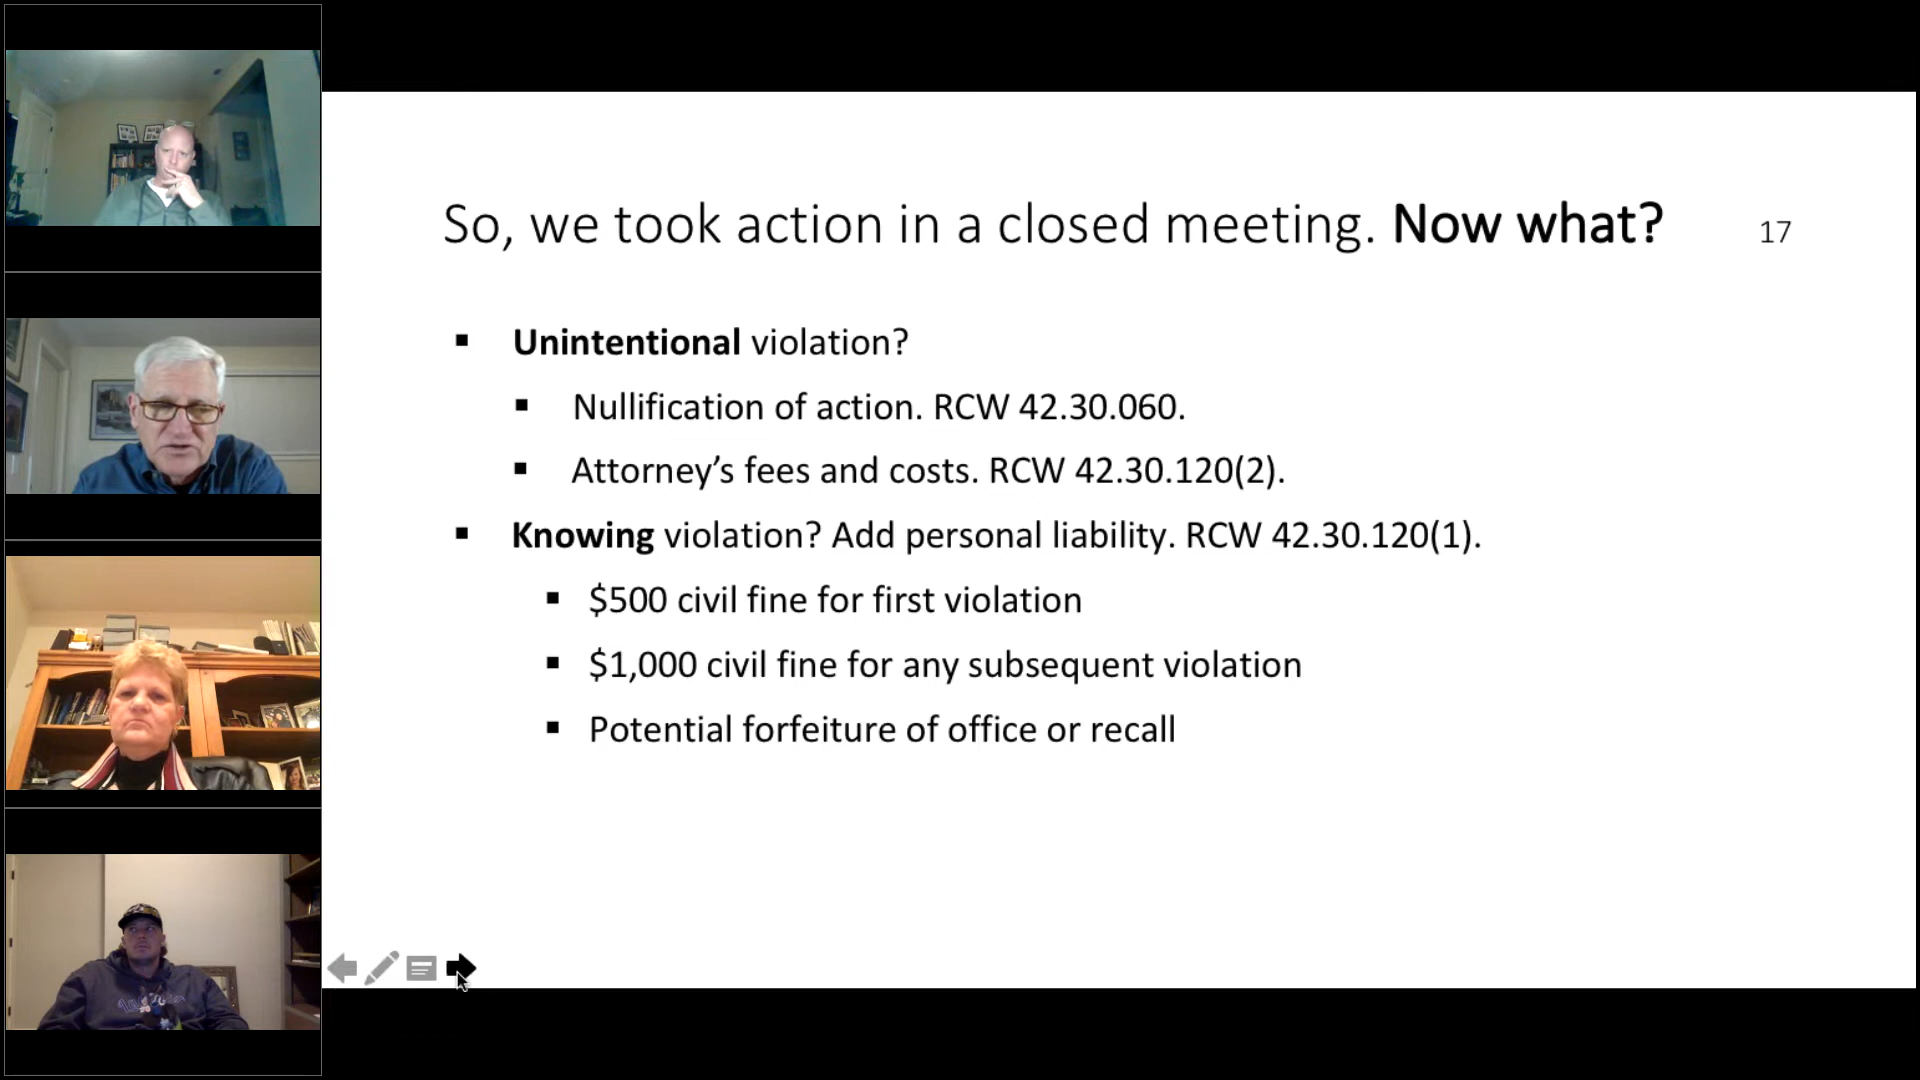 So, we took action in a closed meeting. Now what?
17
▪ Unintentional violation?
▪ Nullification of action. RCW 42.30.060.
▪ Attorney’s fees and costs. RCW 42.30.120(2).
▪ Knowing violation? Add personal liability. RCW 42.30.120(1).
▪ $500 civil fine for first violation
▪ $1,000 civil fine for any subsequent violation
▪ Potential forfeiture of office or recall